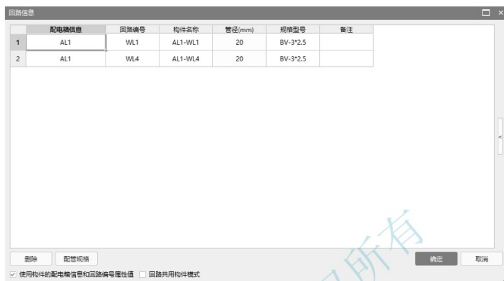 回路信息
配电箱信息 回路编号 构件名称 管径(mm) 规格型号 备注
1 AL1 WL1 AL1-WL1 20 BV-3*2.5
2 AL1 WL4 AL1-WL4 20 BV-3*2.5
删除 配管规格 确定 取消
使用构件的配电箱信息和回路编号属性值 回路共用构件模式
所有